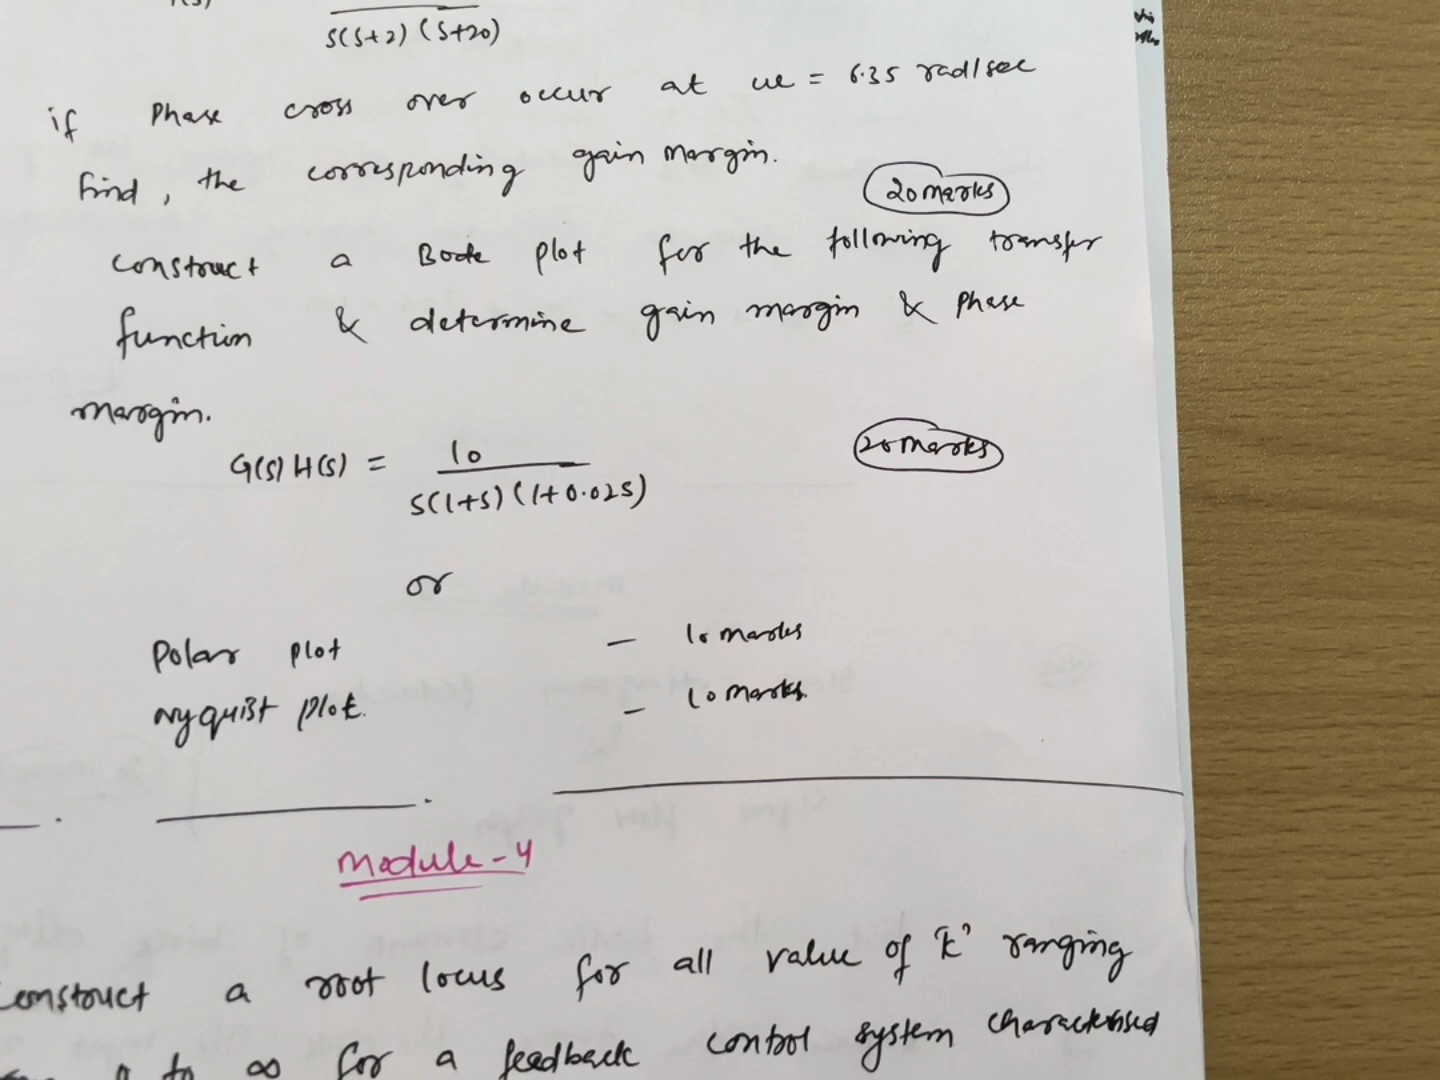 s(s+2) (s+20)
if Phase cross over occur at ω = 6.35 rad/sec
find, the corresponding gain margin.
20 marks
construct a Bode plot for the following transfer
function & determine gain margin & Phase
margin.
G(s) H(s) = 10
s(1+s) (1+0.02s)
20 marks
or
Polar plot - 10 marks
nyquist plot. - 10 marks.
Module-4
construct a root locus for all value of 'k' ranging
to ∞ for a feedback control system characterised